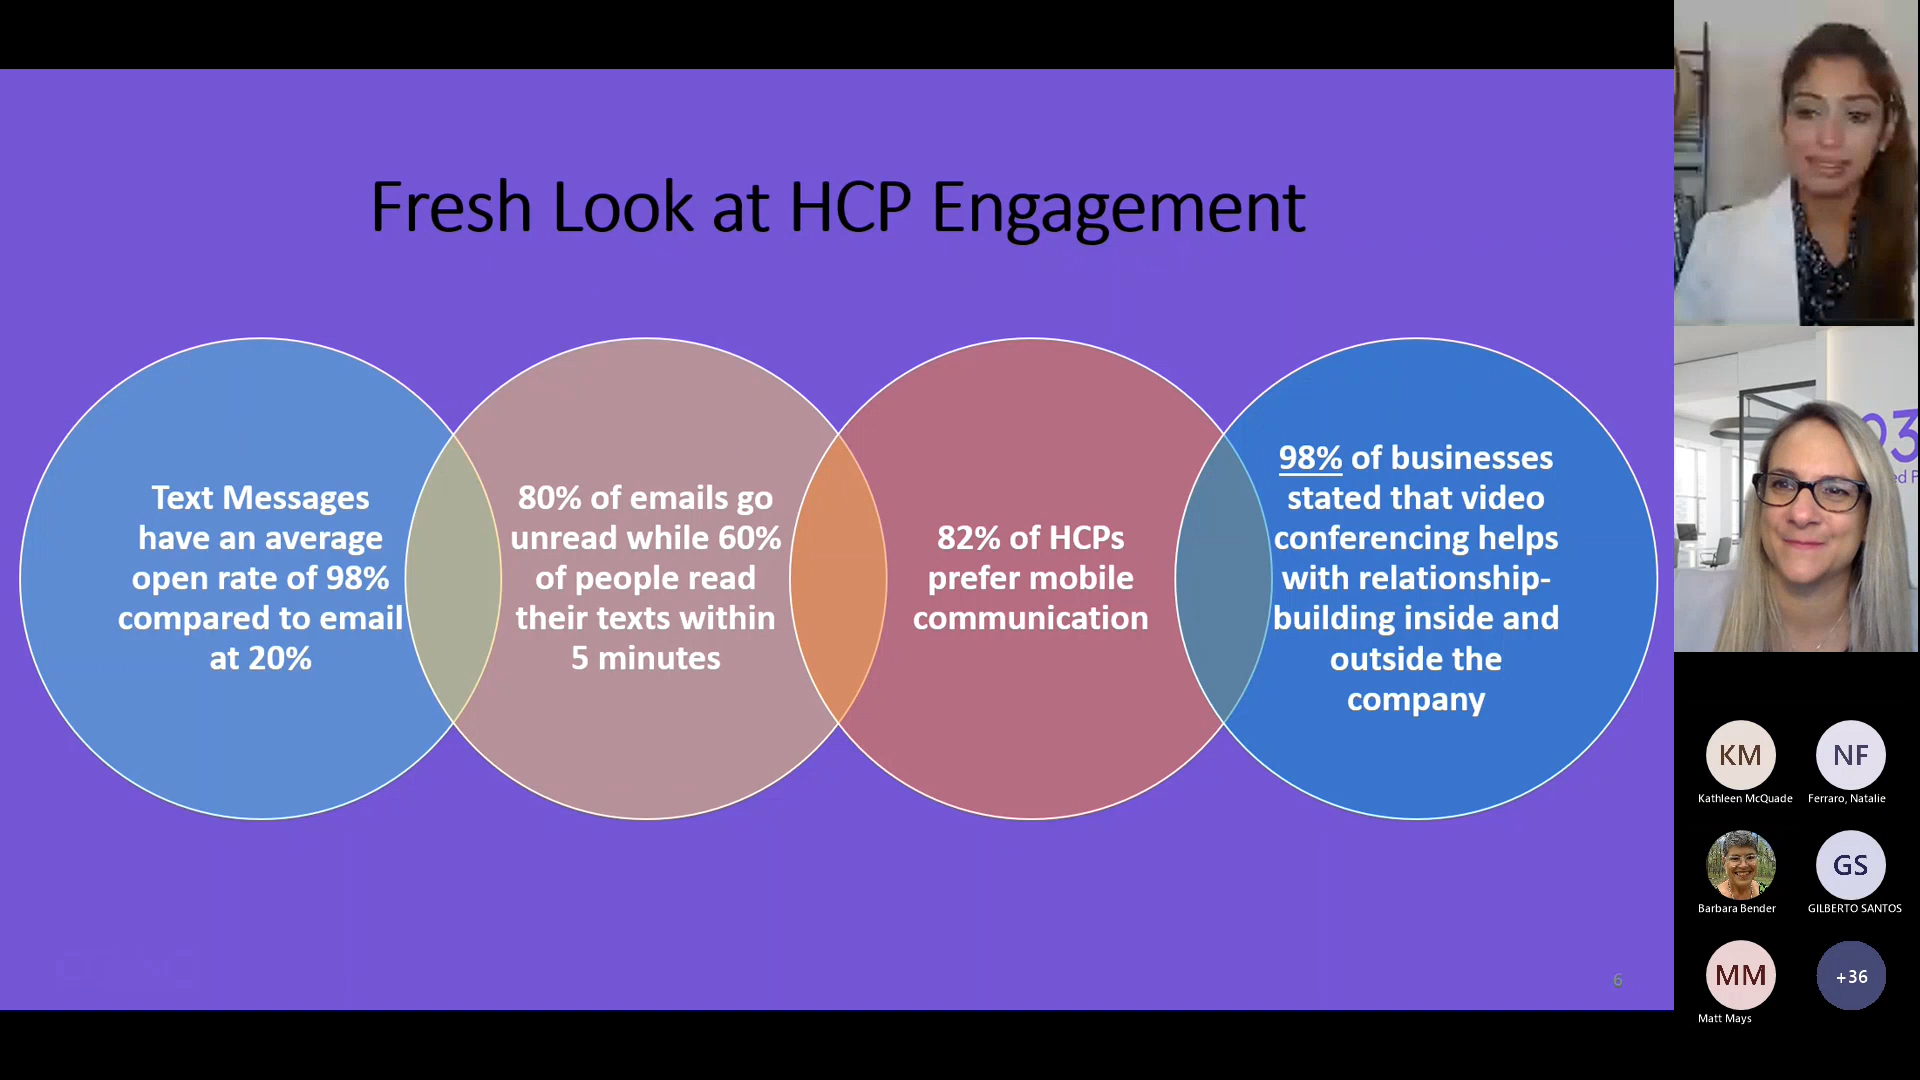 Fresh Look at HCP Engagement
Text Messages
have an average
open rate of 98%
compared to email
at 20%
80% of emails go
unread while 60%
of people read
their texts within
5 minutes
82% of HCPs
prefer mobile
communication
98% of businesses
stated that video
conferencing helps
with relationship-
building inside and
outside the
company
6
93
ed P
KM
Kathleen McQuade
NF
Ferraro, Natalie
Barbara Bender
GS
GILBERTO SANTOS
MM
Matt Mays
+36